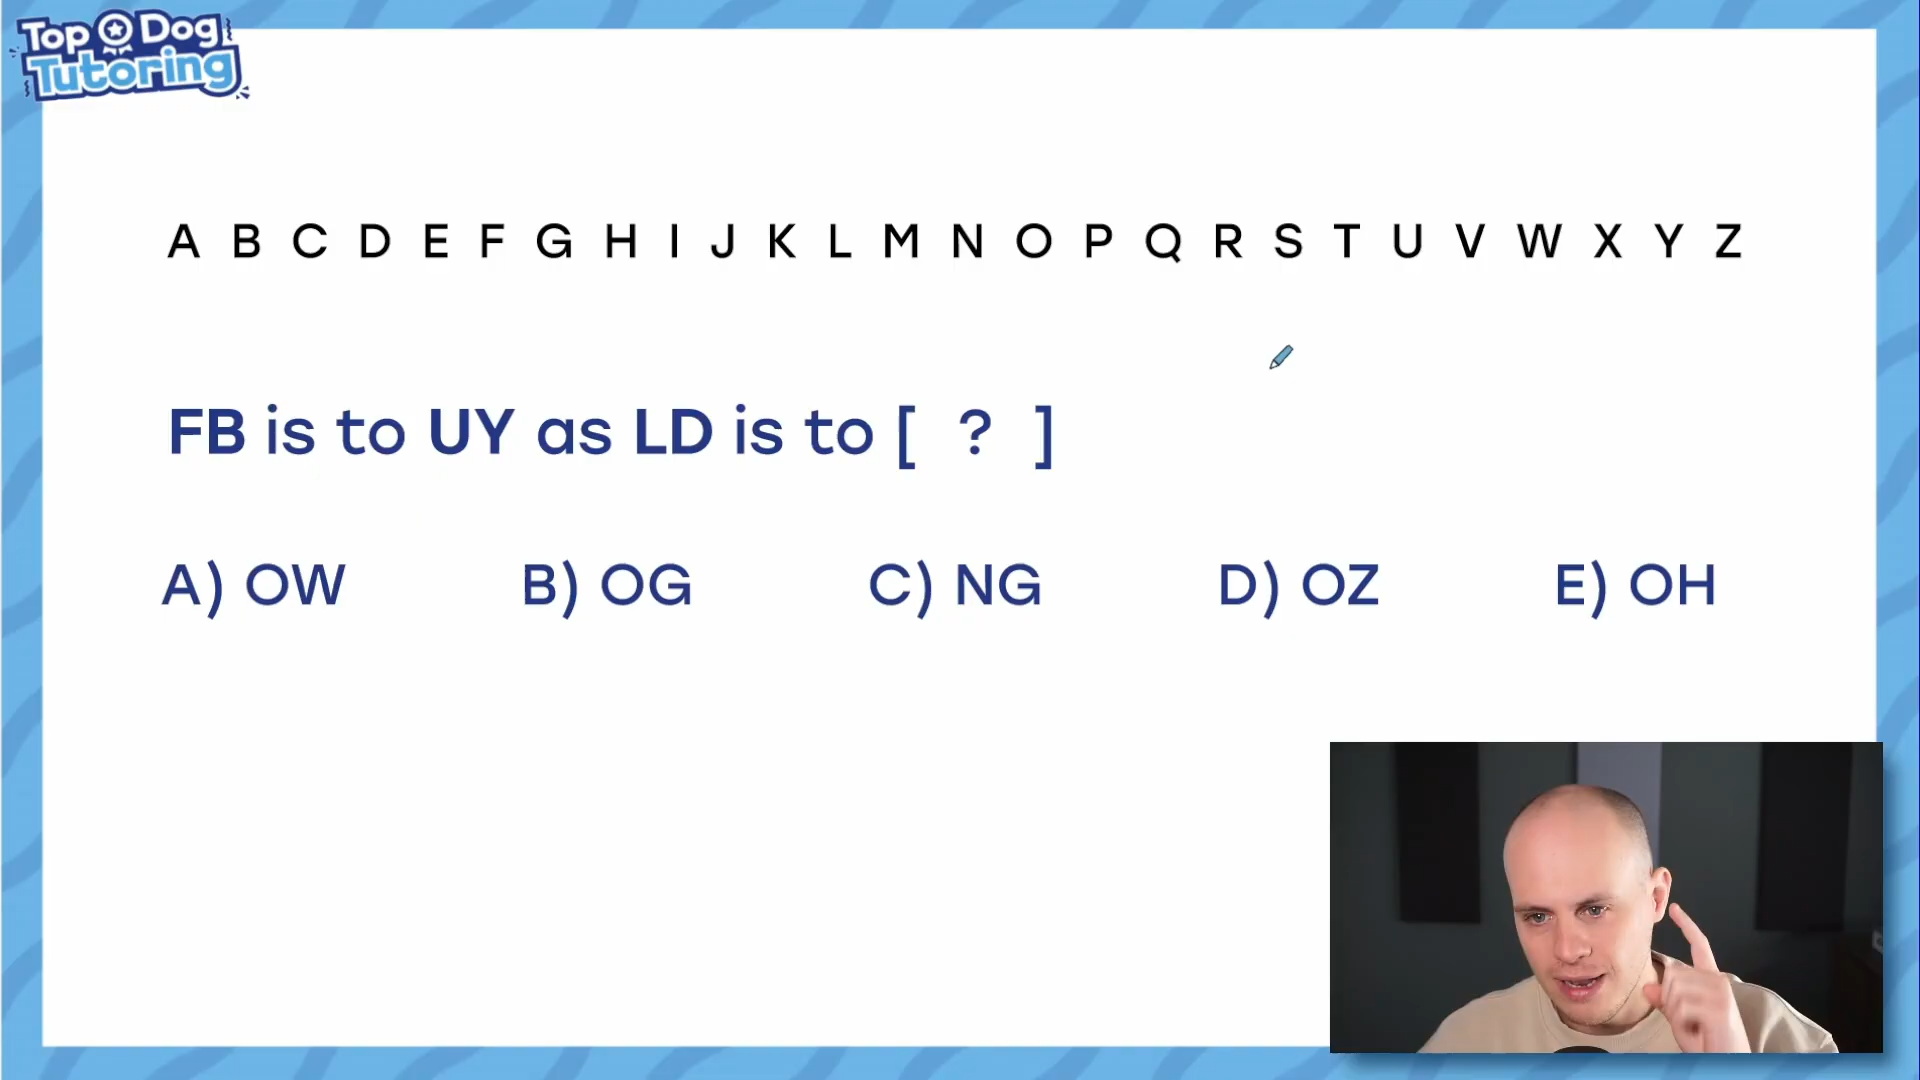 Top Dog
Tutoring
A B C D E F G H I J K L M N O P Q R S T U V W X Y Z
FB is to UY as LD is to [ ? ]
A) OW B) OG C) NG D) OZ E) OH